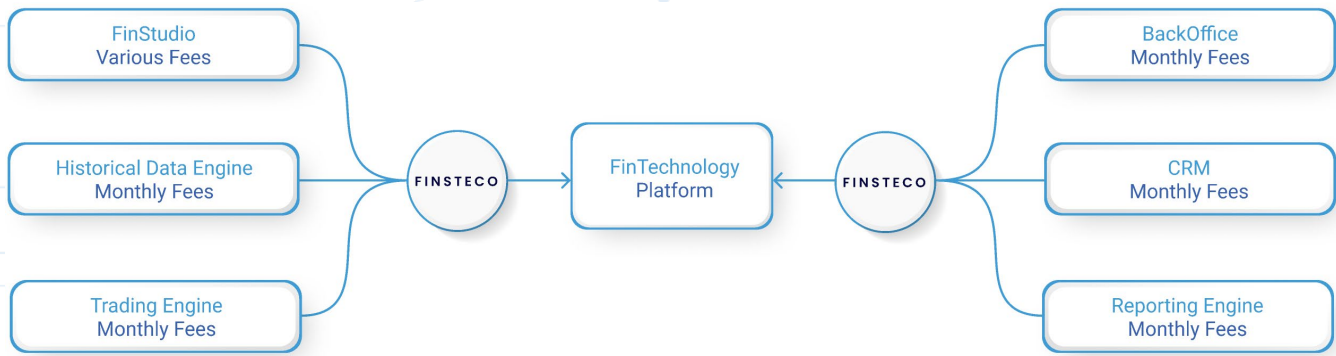 FinStudio
Various Fees
Historical Data Engine
Monthly Fees
Trading Engine
Monthly Fees
FINSTECO
FinTechnology
Platform
FINSTECO
BackOffice
Monthly Fees
CRM
Monthly Fees
Reporting Engine
Monthly Fees